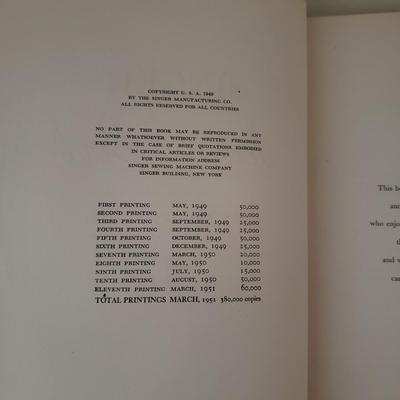 COPYRIGHT U. S. A. 1949
BY THE SINGER MANUFACTURING CO.
ALL RIGHTS RESERVED FOR ALL COUNTRIES
NO PART OF THIS BOOK MAY BE REPRODUCED IN ANY
MANNER WHATSOEVER WITHOUT WRITTEN PERMISSION
EXCEPT IN THE CASE OF BRIEF QUOTATIONS EMBODIED
IN CRITICAL ARTICLES OR REVIEWS
FOR INFORMATION ADDRESS
SINGER SEWING MACHINE COMPANY
SINGER BUILDING, NEW YORK
FIRST PRINTING MAY, 1949 50,000
SECOND PRINTING MAY, 1949 50,000
THIRD PRINTING SEPTEMBER, 1949 25,000
FOURTH PRINTING SEPTEMBER, 1949 25,000
FIFTH PRINTING OCTOBER, 1949 50,000
SIXTH PRINTING DECEMBER, 1949 25,000
SEVENTH PRINTING MARCH, 1950 20,000
EIGHTH PRINTING MAY, 1950 10,000
NINTH PRINTING JULY, 1950 15,000
TENTH PRINTING AUGUST, 1950 50,000
ELEVENTH PRINTING MARCH, 1951 60,000
TOTAL PRINTINGS MARCH, 1951 380,000 copies
This b
an
who enjo
th
and w
ca